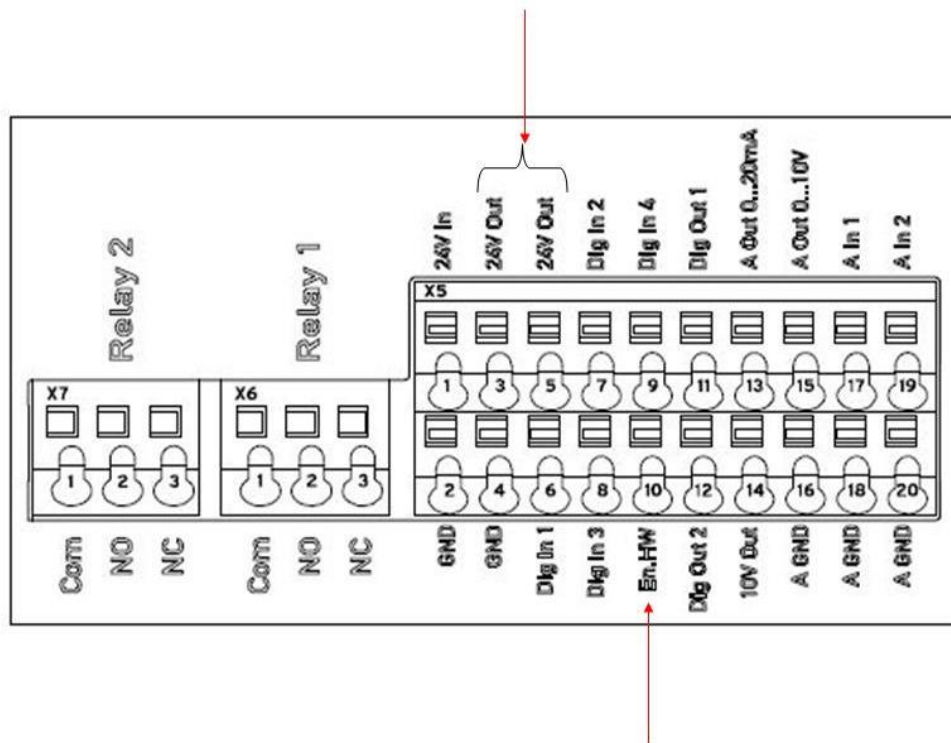 Relay 2
Relay 1
24V In
24V Out
24V Out
Dig In 2
Dig In 4
Dig Out 1
A Out 0...20mA
A Out 0...10V
A In 1
A In 2
X5
1 3 5 7 9 11 13 15 17 19
X7
X6
1 2 3
1 2 3
2 4 6 8 10 12 14 16 18 20
Com
NO
NC
Com
NO
NC
GND
GND
Dig In 1
Dig In 3
En.HW
Dig Out 2
10V Out
A GND
A GND
A GND